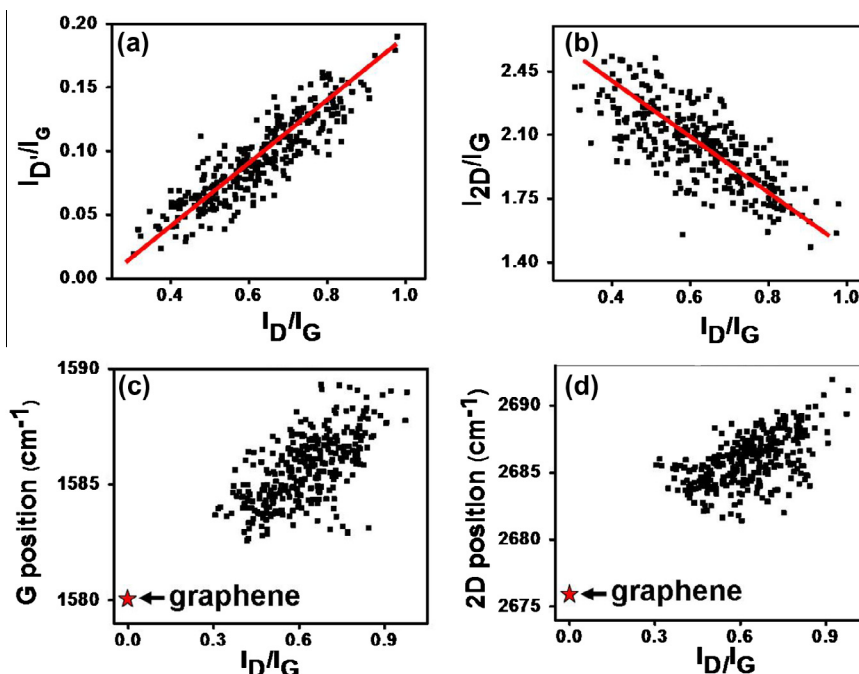 (a)
0.20
0.15
0.10
0.05
0.00
I_D'/I_G
0.4 0.6 0.8 1.0
I_D/I_G
(b)
2.45
2.10
1.75
1.40
I_2D/I_G
0.4 0.6 0.8 1.0
I_D/I_G
(c)
1590
1585
1580
G position (cm⁻¹)
graphene
0.0 0.3 0.6 0.9
I_D/I_G
(d)
2690
2685
2680
2675
2D position (cm⁻¹)
graphene
0.0 0.3 0.6 0.9
I_D/I_G